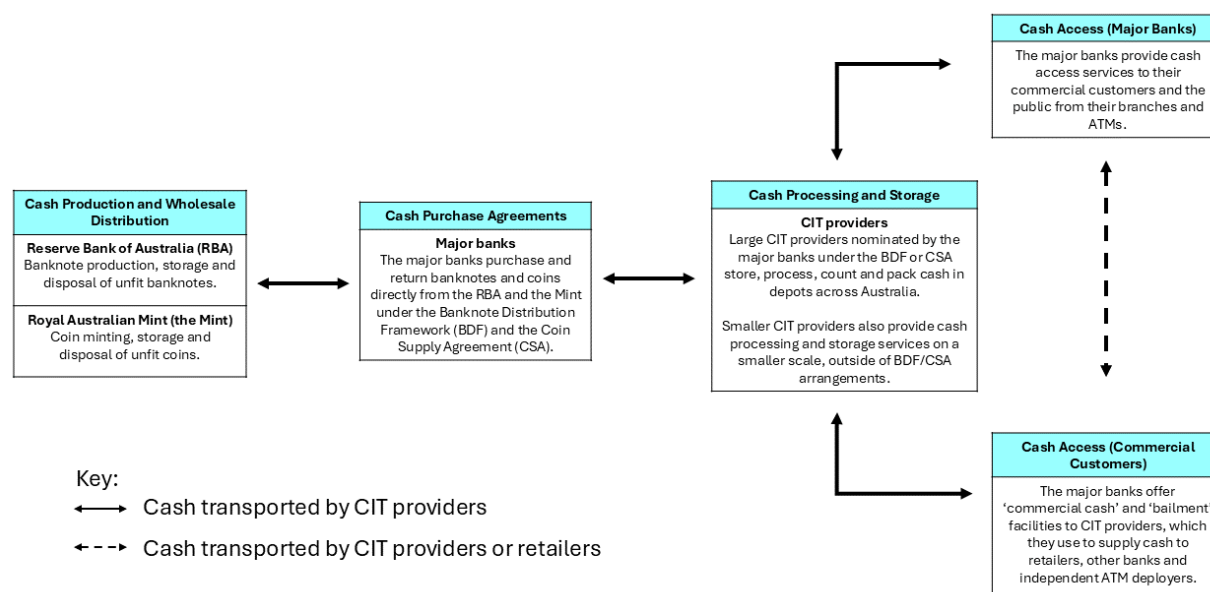 Cash Production and Wholesale
Distribution
Reserve Bank of Australia (RBA)
Banknote production, storage and
disposal of unfit banknotes.
Royal Australian Mint (the Mint)
Coin minting, storage and
disposal of unfit coins.
Cash Purchase Agreements
Major banks
The major banks purchase and
return banknotes and coins
directly from the RBA and the Mint
under the Banknote Distribution
Framework (BDF) and the Coin
Supply Agreement (CSA).
Cash Processing and Storage
CIT providers
Large CIT providers nominated by the
major banks under the BDF or CSA
store, process, count and pack cash in
depots across Australia.
Smaller CIT providers also provide cash
processing and storage services on a
smaller scale, outside of BDF/CSA
arrangements.
Cash Access (Major Banks)
The major banks provide cash
access services to their
commercial customers and the
public from their branches and
ATMs.
Cash Access (Commercial
Customers)
The major banks offer
‘commercial cash’ and ‘bailment’
facilities to CIT providers, which
they use to supply cash to
retailers, other banks and
independent ATM deployers.
Key:
Cash transported by CIT providers
Cash transported by CIT providers or retailers